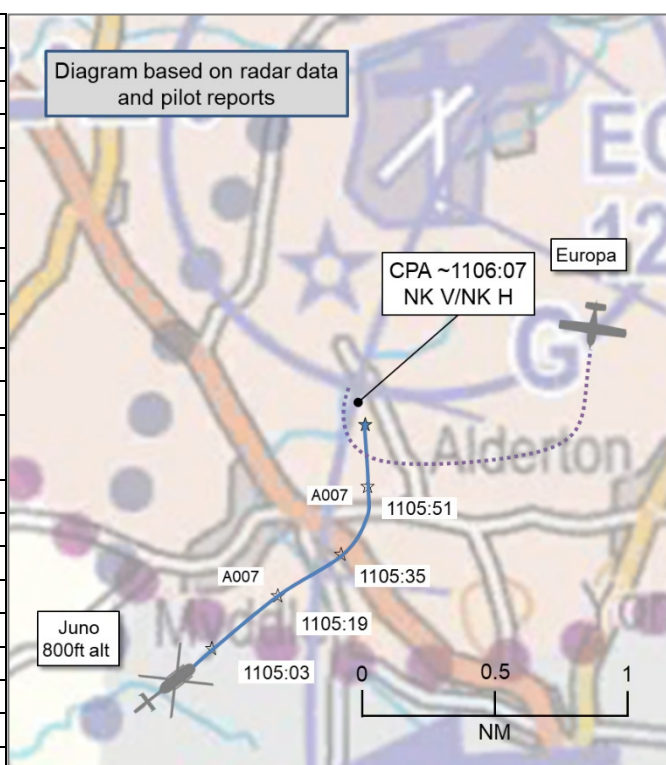 Diagram based on radar data
and pilot reports
EC
12
Europa
CPA ~1106:07
NK V/NK H
G
Alderton
A007
1105:51
A007
1105:35
1105:19
Juno
800ft alt
1105:03
0 0.5 1
NM